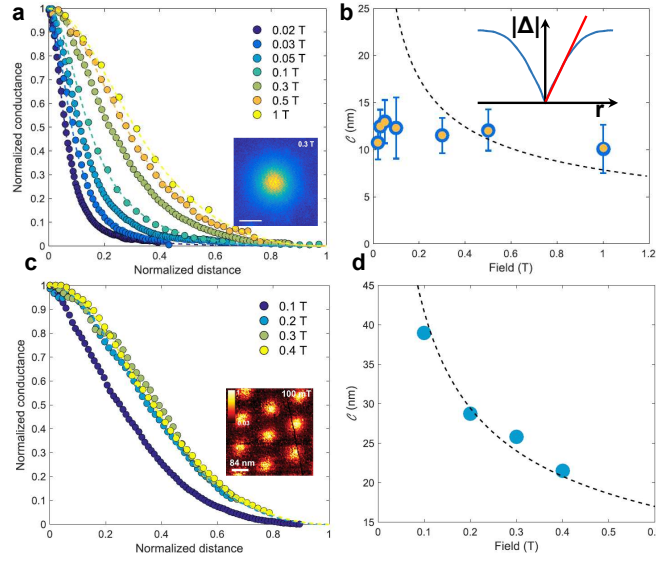 a
Normalized conductance
1
0.9
0.8
0.7
0.6
0.5
0.4
0.3
0.2
0.1
0
0.02 T
0.03 T
0.05 T
0.1 T
0.3 T
0.5 T
1 T
0.3 T
0 0.2 0.4 0.6 0.8 1
Normalized distance
b
𝒞 (nm)
25
20
15
10
5
0
|Δ|
r
0 0.2 0.4 0.6 0.8 1.0 1.2
Field (T)
c
Normalized conductance
1
0.9
0.8
0.7
0.6
0.5
0.4
0.3
0.2
0.1
0
0.1 T
0.2 T
0.3 T
0.4 T
100 mT
84 nm
0 0.2 0.4 0.6 0.8 1
Normalized distance
d
𝒞 (nm)
45
40
35
30
25
20
15
0 0.1 0.2 0.3 0.4 0.5 0.6
Field (T)